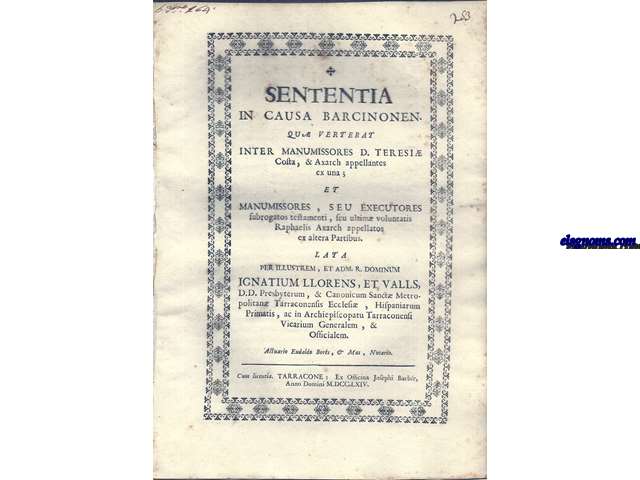 253
✠
SENTENTIA
IN CAUSA BARCINONEN.
QUÆ VERTEBAT
INTER MANUMISSORES D. TERESIÆ
Costa, & Axarch appellantes
ex una;
ET
MANUMISSORES, SEU EXECUTORES
subrogatos testamenti, seu ultimæ voluntatis
Raphaelis Axarch appellatos
ex altera Partibus.
LATA
PER ILLUSTREM, ET ADM. R. DOMINUM
IGNATIUM LLORENS, ET VALLS,
D.D. Presbyterum, & Canonicum Sanctæ Metro-
politanæ Tarraconensis Ecclesiæ, Hispaniarum
Primatis, ac in Archiepiscopatu Tarraconensi
Vicarium Generalem, &
Officialem.
Actuario Eudaldo Borés, & Mas, Notario.
Cum licentia. TARRACONE: Ex Officina Josephi Barber,
Anno Domini M.DCC.LXIV.
elggnoma.com